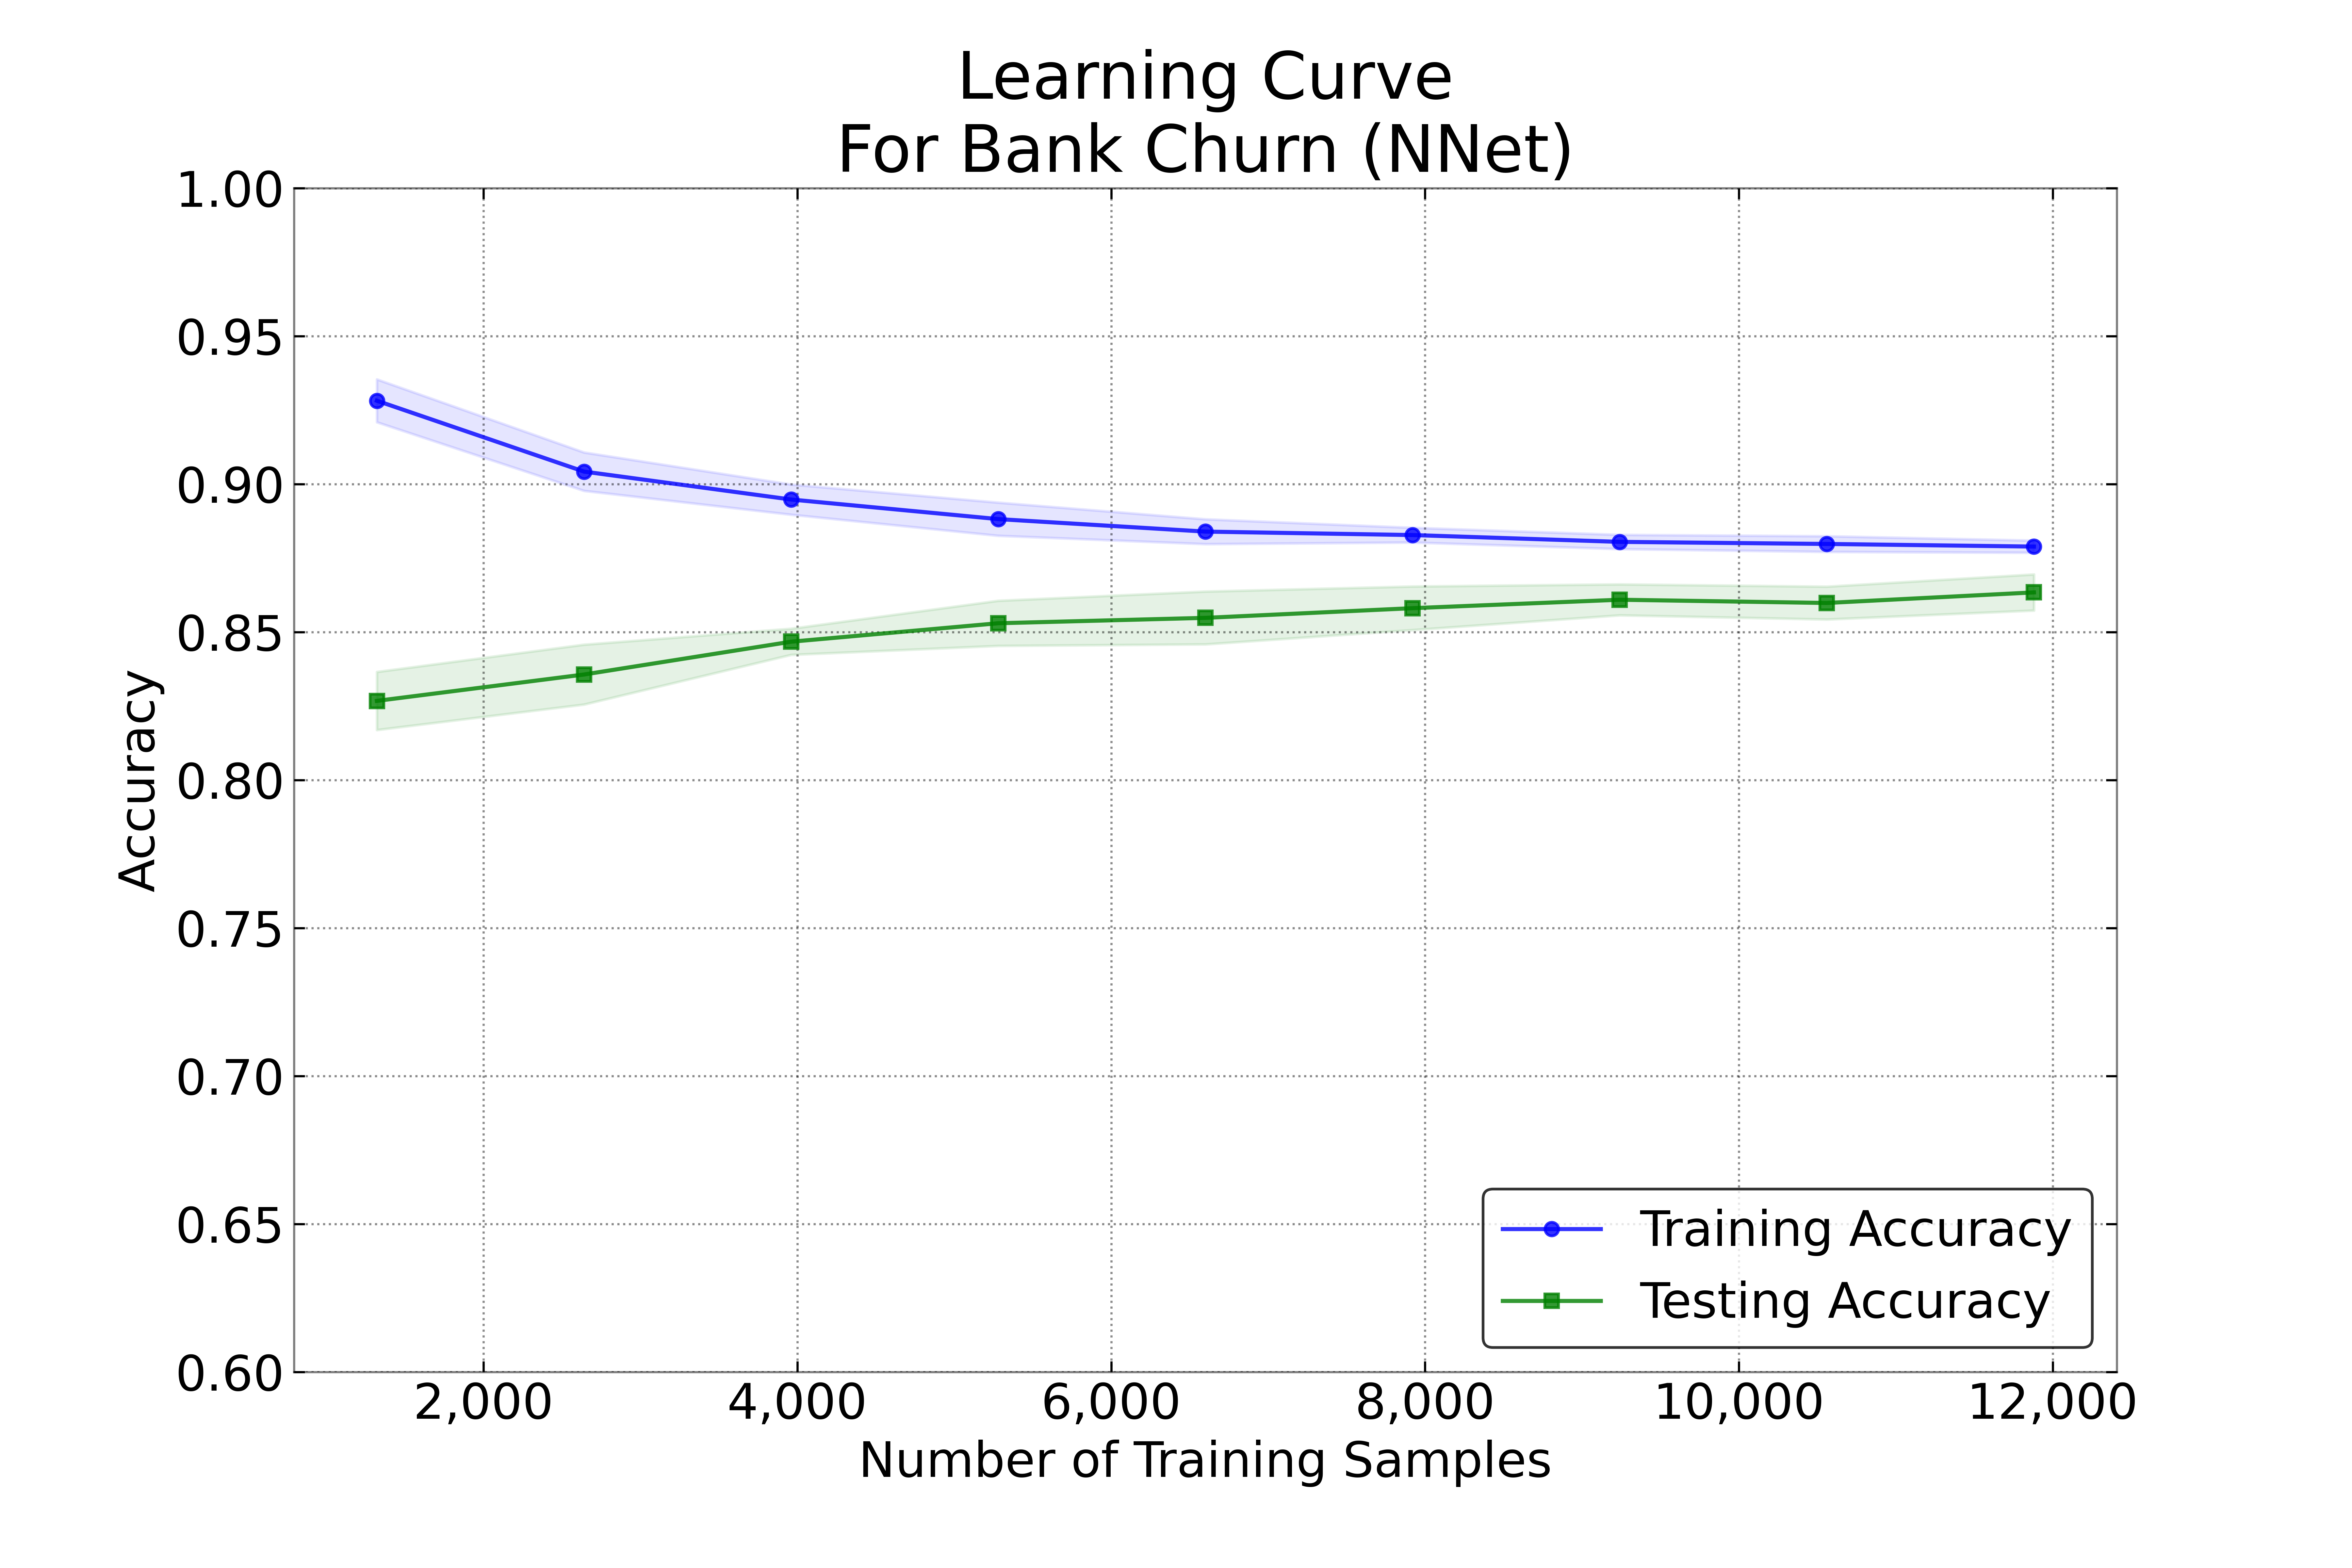 Learning Curve
For Bank Churn (NNet)
1.00
0.95
0.90
0.85
0.80
0.75
0.70
0.65
0.60
Accuracy
2,000 4,000 6,000 8,000 10,000 12,000
Number of Training Samples
Training Accuracy
Testing Accuracy